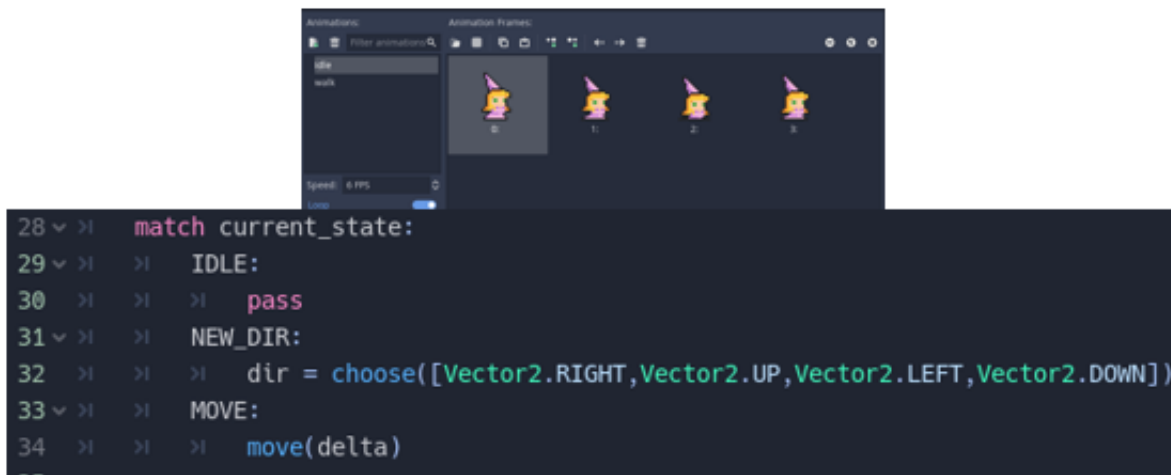 Animations:
Animation Frames:
Filter animations
idle
walk
0:
1:
2:
3:
Speed: 6 FPS
Loop
28 match current_state:
29 IDLE:
30 pass
31 NEW_DIR:
32 dir = choose([Vector2.RIGHT,Vector2.UP,Vector2.LEFT,Vector2.DOWN])
33 MOVE:
34 move(delta)